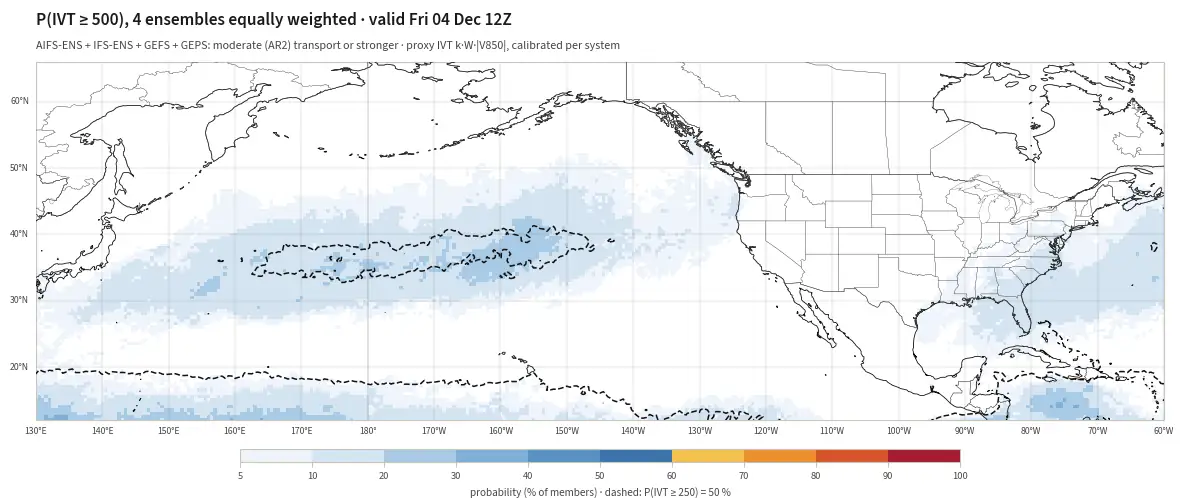 P(IVT ≥ 500), 4 ensembles equally weighted · valid Fri 04 Dec 12Z
AIFS-ENS + IFS-ENS + GEFS + GEPS: moderate (AR2) transport or stronger · proxy IVT k·W·|V850|, calibrated per system
60°N
50°N
40°N
30°N
20°N
130°E 140°E 150°E 160°E 170°E 180° 170°W 160°W 150°W 140°W 130°W 120°W 110°W 100°W 90°W 80°W 70°W 60°W
5 10 20 30 40 50 60 70 80 90 100
probability (% of members) · dashed: P(IVT ≥ 250) = 50 %